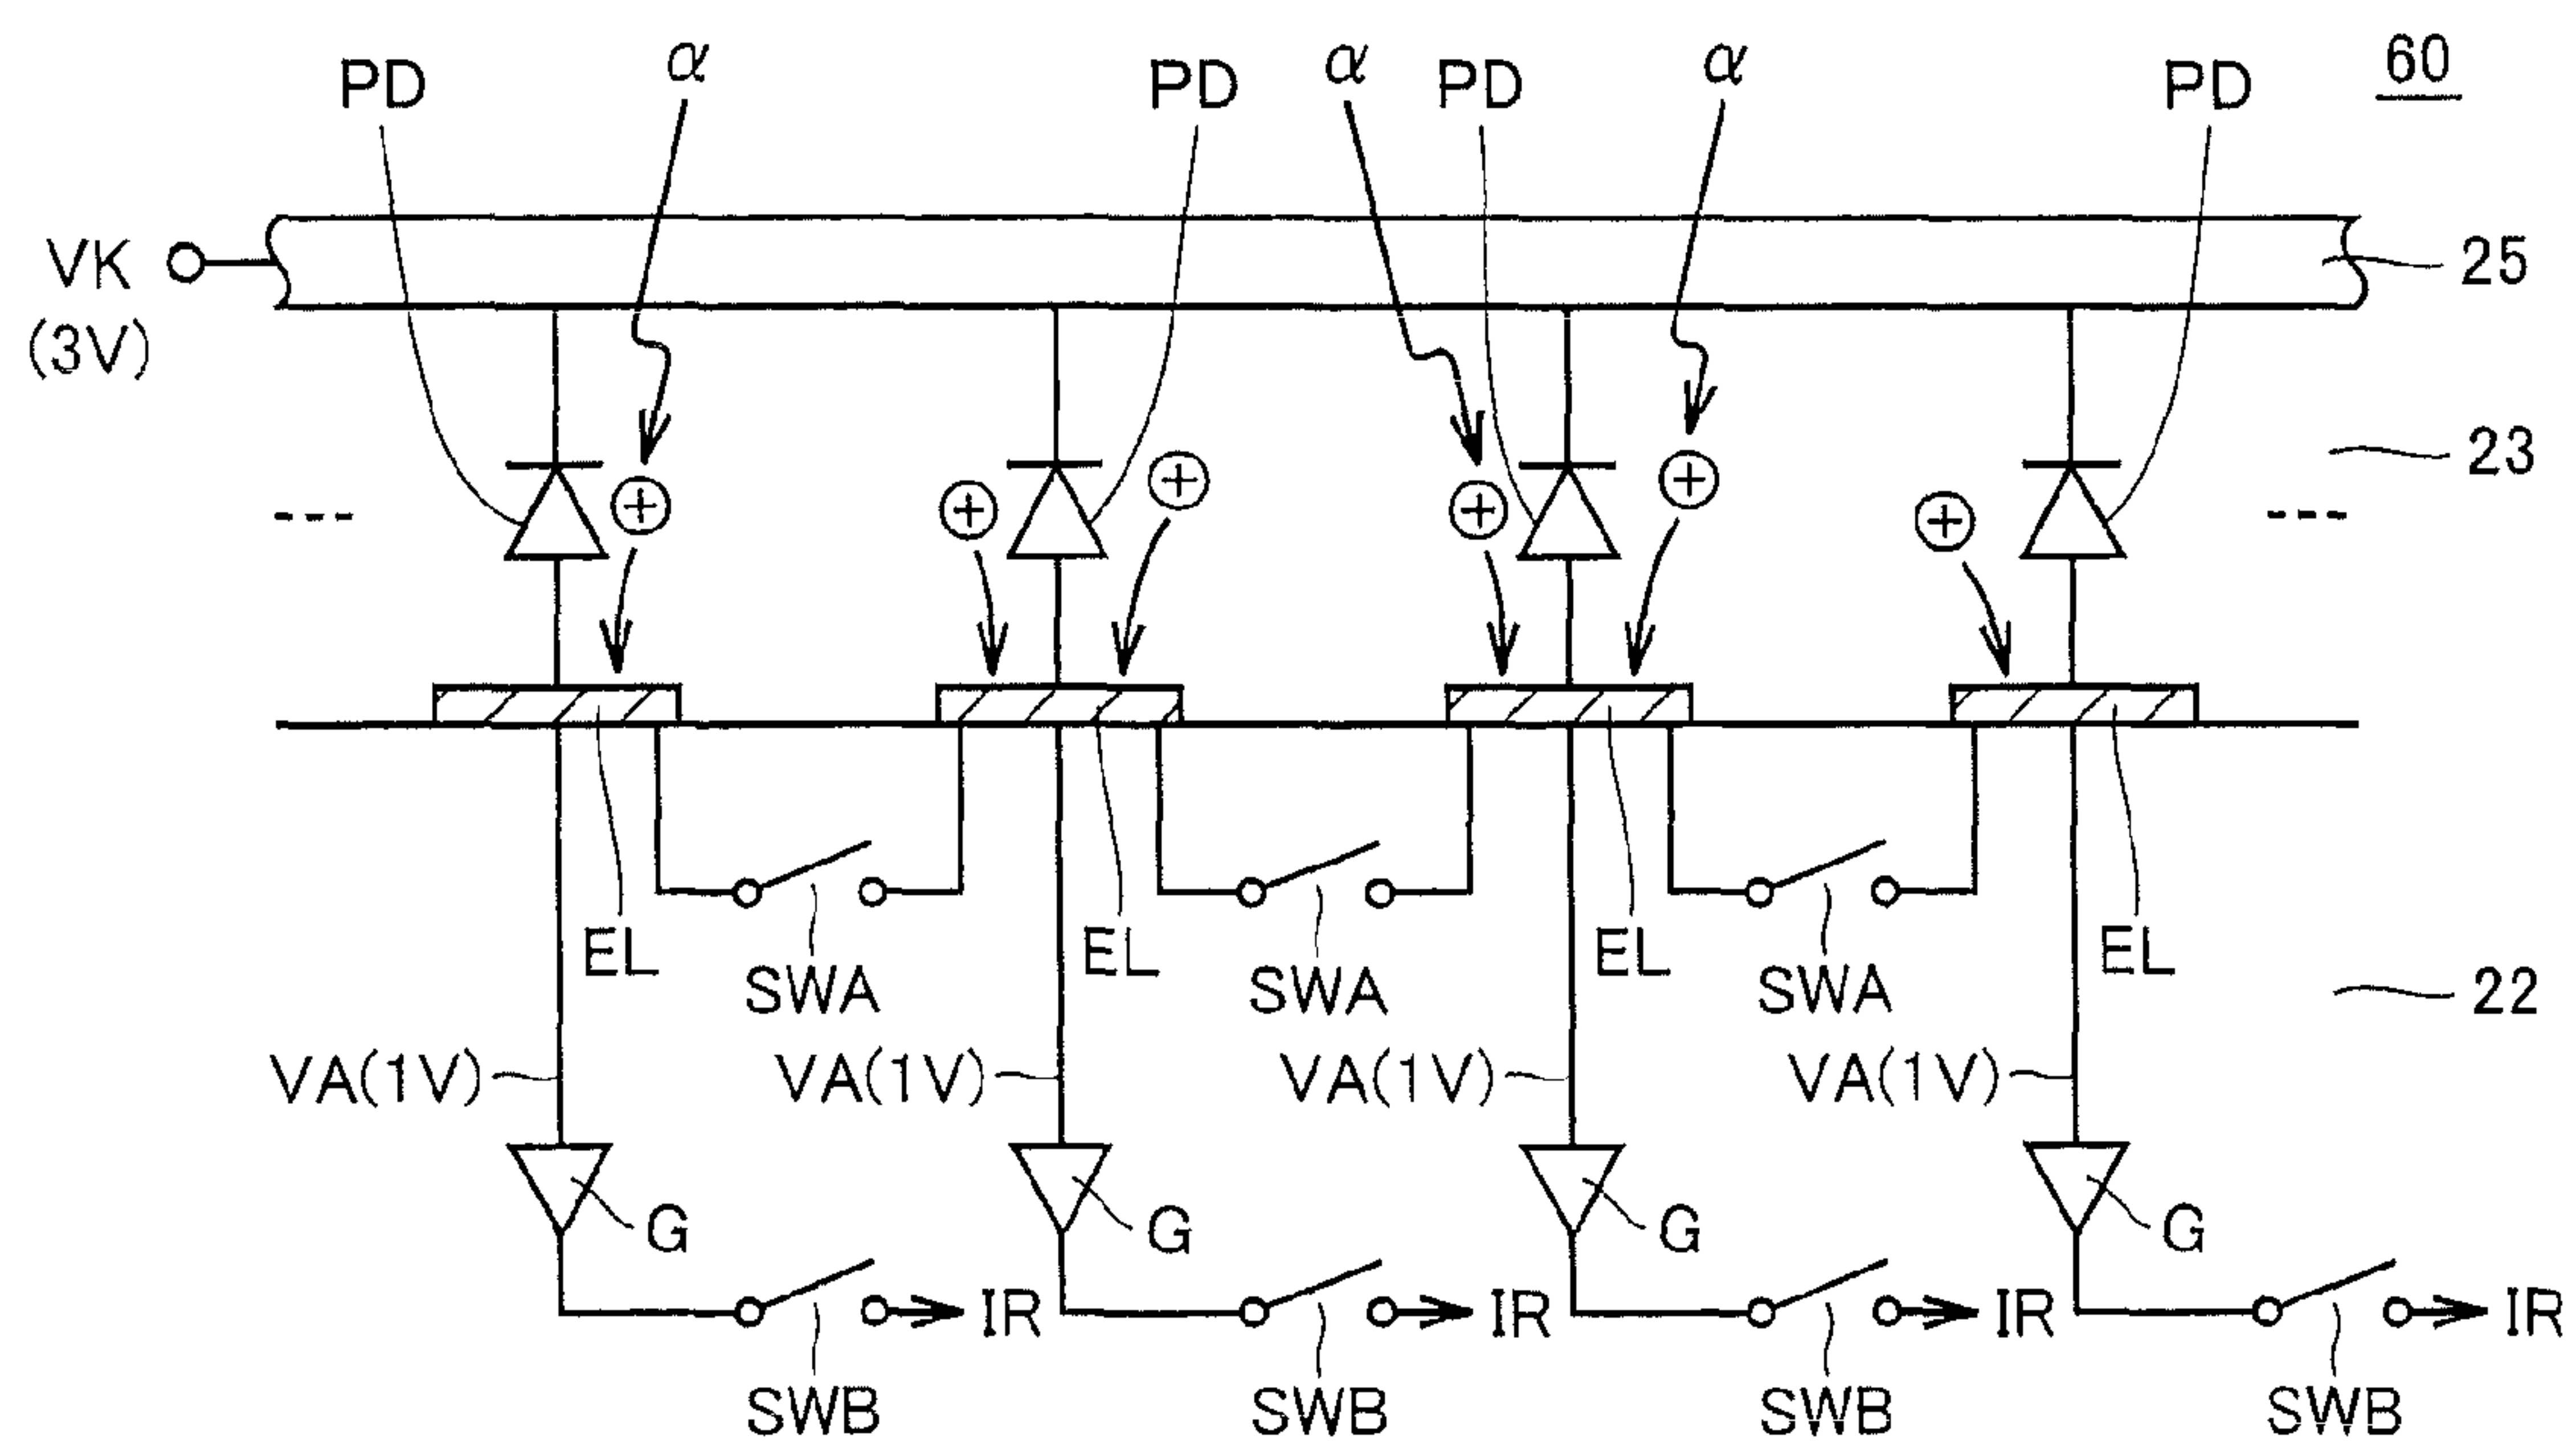 PD α PD α PD α PD 60
VK 25
(3V)
23
+ + + + + +
EL EL EL EL
SWA SWA SWA 22
VA(1V) VA(1V) VA(1V) VA(1V)
G G G G
IR IR IR IR
SWB SWB SWB SWB